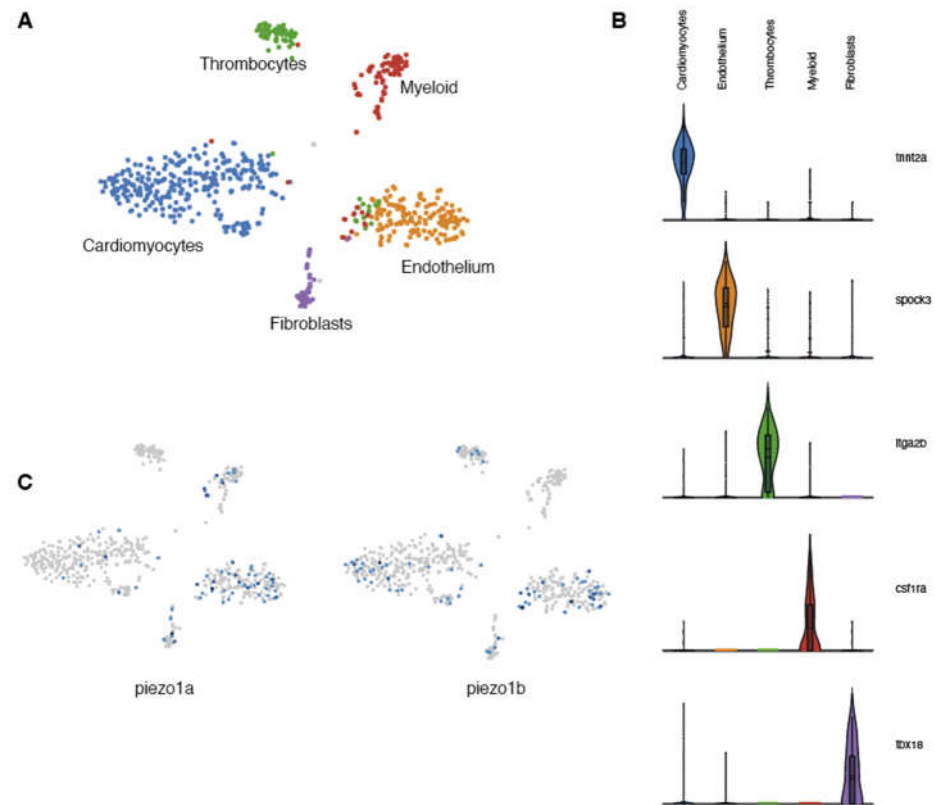 A
Thrombocytes
Myeloid
Cardiomyocytes
Endothelium
Fibroblasts
B
Cardiomyocytes
Endothelium
Thrombocytes
Myeloid
Fibroblasts
tnnt2a
spock3
itga2b
csf1ra
tbx18
C
piezo1a
piezo1b